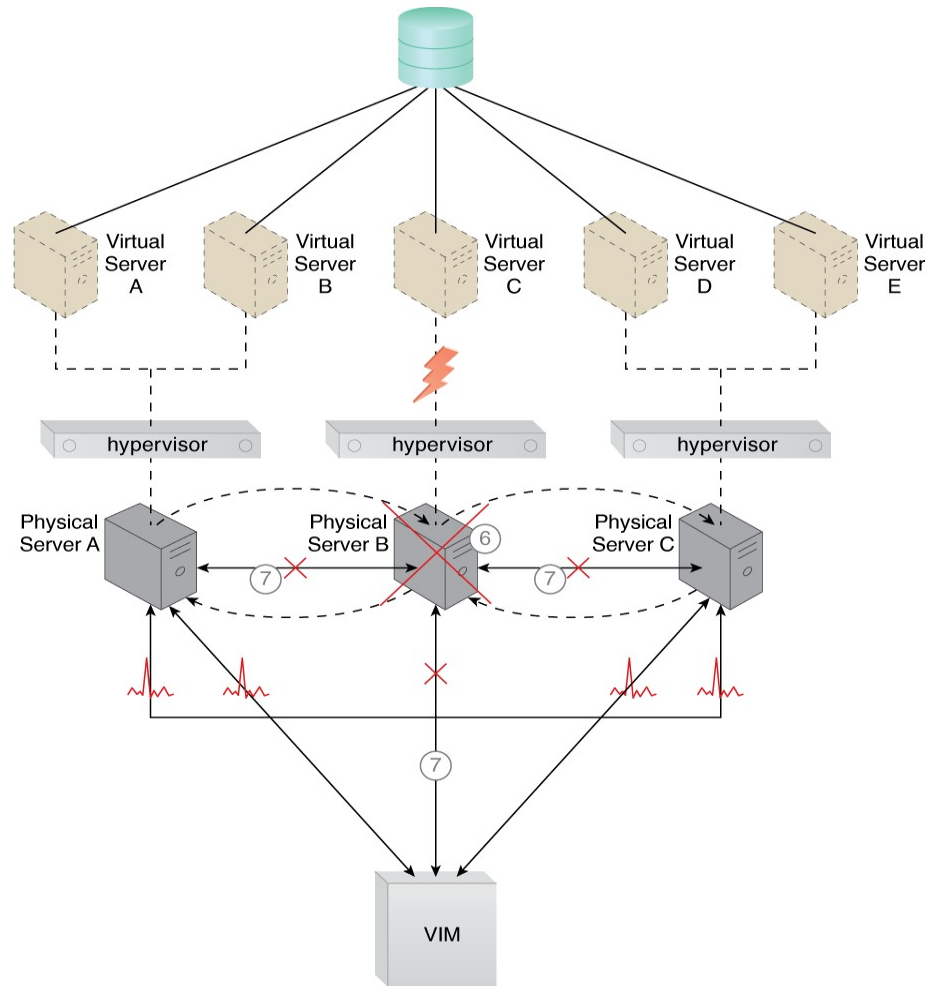 Virtual
Server
A
Virtual
Server
B
Virtual
Server
C
Virtual
Server
D
Virtual
Server
E
hypervisor
hypervisor
hypervisor
Physical
Server A
Physical
Server B
6
Physical
Server C
7
7
7
VIM